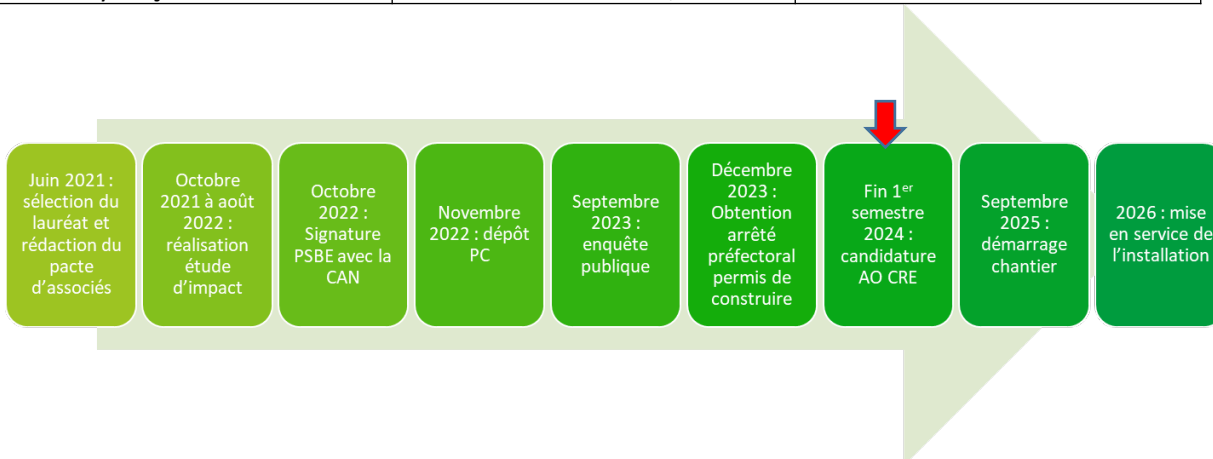 Juin 2021 :
sélection du
lauréat et
rédaction du
pacte
d’associés
Octobre
2021 à août
2022 :
réalisation
étude
d’impact
Octobre
2022 :
Signature
PSBE avec la
CAN
Novembre
2022 : dépôt
PC
Septembre
2023 :
enquête
publique
Décembre
2023 :
Obtention
arrêté
préfectoral
permis de
construire
Fin 1er
semestre
2024 :
candidature
AO CRE
Septembre
2025 :
démarrage
chantier
2026 : mise
en service de
l’installation